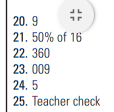 20. 9
21. 50% of 16
22. 360
23. 009
24. 5
25. Teacher check